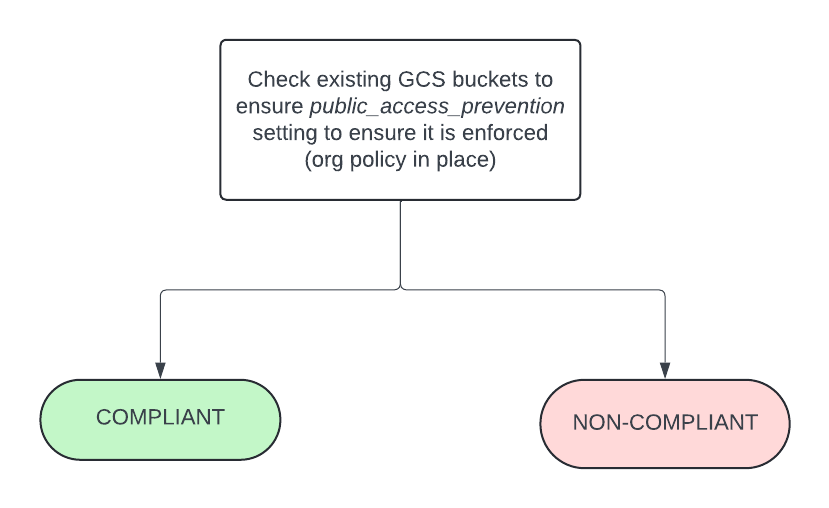 Check existing GCS buckets to
ensure public_access_prevention
setting to ensure it is enforced
(org policy in place)
COMPLIANT
NON-COMPLIANT